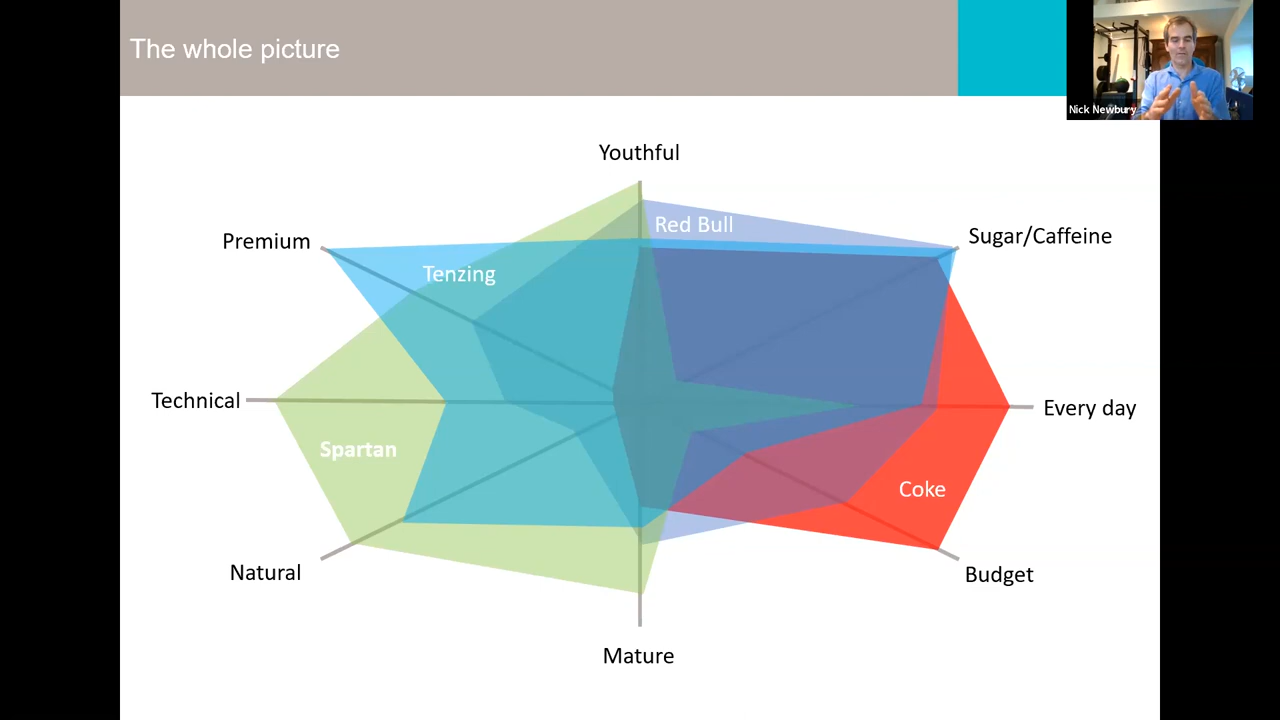 The whole picture
Nick Newbury
Youthful
Red Bull
Premium
Sugar/Caffeine
Tenzing
Technical
Every day
Spartan
Coke
Natural
Budget
Mature